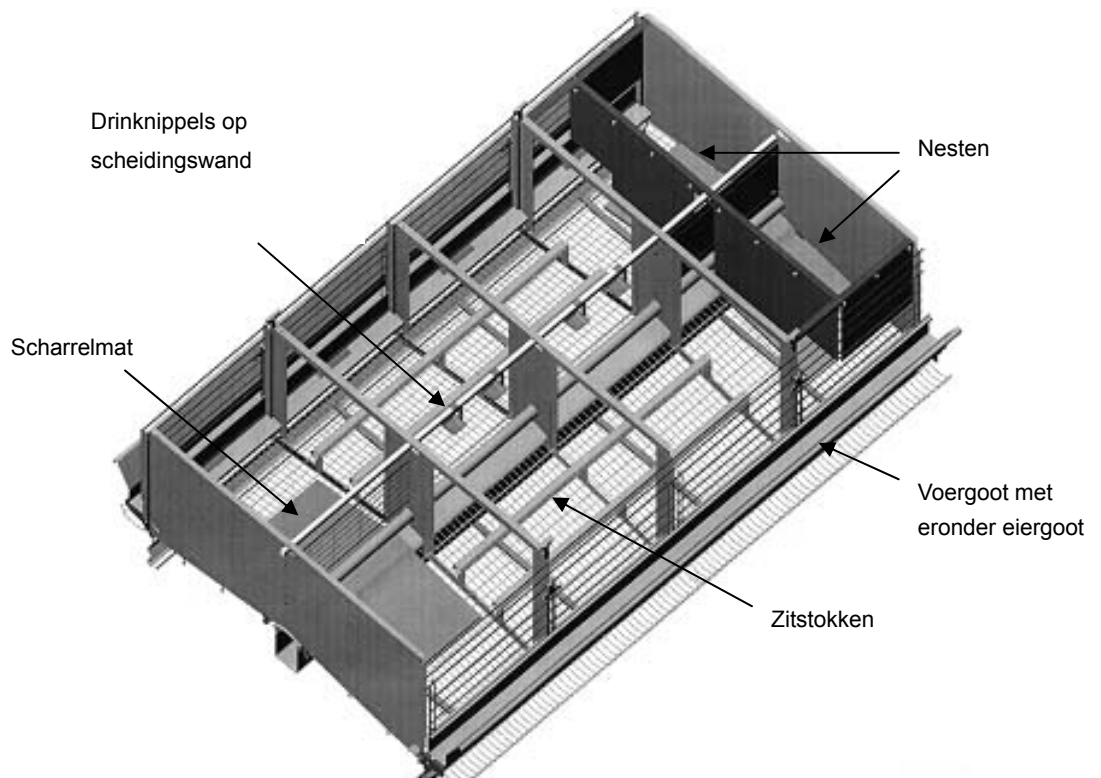 Drinknippels op
scheidingswand
Nesten
Scharrelmat
Voergoot met
eronder eiergoot
Zitstokken